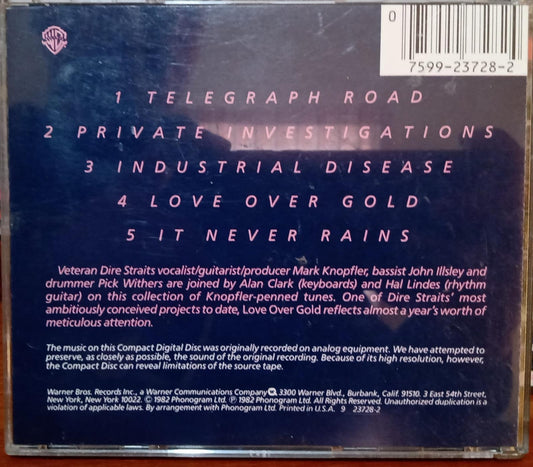 0
7599-23728-2
1 TELEGRAPH ROAD
2 PRIVATE INVESTIGATIONS
3 INDUSTRIAL DISEASE
4 LOVE OVER GOLD
5 IT NEVER RAINS
Veteran Dire Straits vocalist/guitarist/producer Mark Knopfler, bassist John Illsley and
drummer Pick Withers are joined by Alan Clark (keyboards) and Hal Lindes (rhythm
guitar) on this collection of Knopfler-penned tunes. One of Dire Straits' most
ambitiously conceived projects to date, Love Over Gold reflects almost a year's worth of
meticulous attention.
The music on this Compact Digital Disc was originally recorded on analog equipment. We have attempted to
preserve, as closely as possible, the sound of the original recording. Because of its high resolution, however,
the Compact Disc can reveal limitations of the source tape.
Warner Bros. Records Inc., a Warner Communications Company 3300 Warner Blvd., Burbank, Calif. 91510. 3 East 54th Street,
New York, New York 10022. © 1982 Phonogram Ltd. ℗ 1982 Phonogram Ltd. All Rights Reserved. Unauthorized duplication is a
violation of applicable laws. By arrangement with Phonogram Ltd. Printed in U.S.A. 9 23728-2